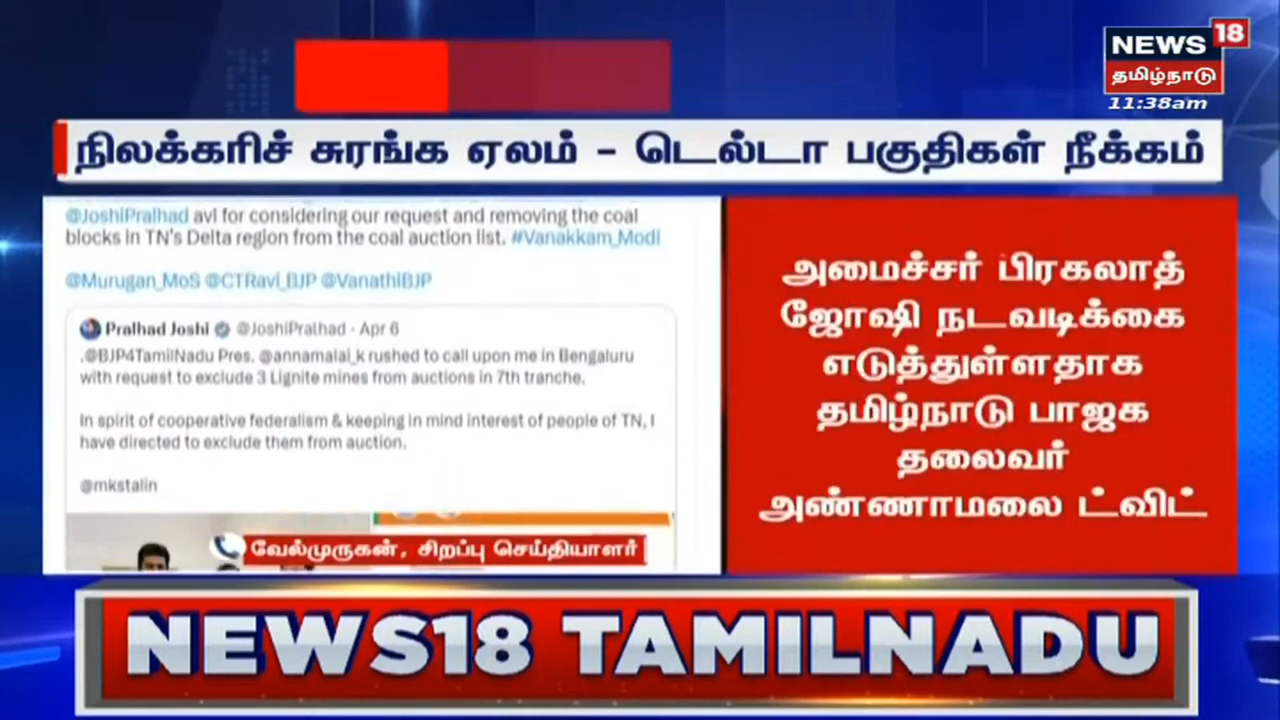 NEWS 18
தமிழ்நாடு
11:38am
நிலக்கரிச் சுரங்க ஏலம் – டெல்டா பகுதிகள் நீக்கம்
@JoshiPralhad avl for considering our request and removing the coal
blocks in TN's Delta region from the coal auction list. #Vanakkam_Modi
@Murugan_MoS @CTRavi_BJP @VanathiBJP
Pralhad Joshi @JoshiPralhad · Apr 6
.@BJP4TamilNadu Pres. @annamalai_k rushed to call upon me in Bengaluru
with request to exclude 3 Lignite mines from auctions in 7th tranche.
In spirit of cooperative federalism & keeping in mind interest of people of TN, I
have directed to exclude them from auction.
@mkstalin
வேல்முருகன், சிறப்பு செய்தியாளர்
அமைச்சர் பிரகலாத்
ஜோஷி நடவடிக்கை
எடுத்துள்ளதாக
தமிழ்நாடு பாஜக
தலைவர்
அண்ணாமலை ட்விட்
NEWS18 TAMILNADU